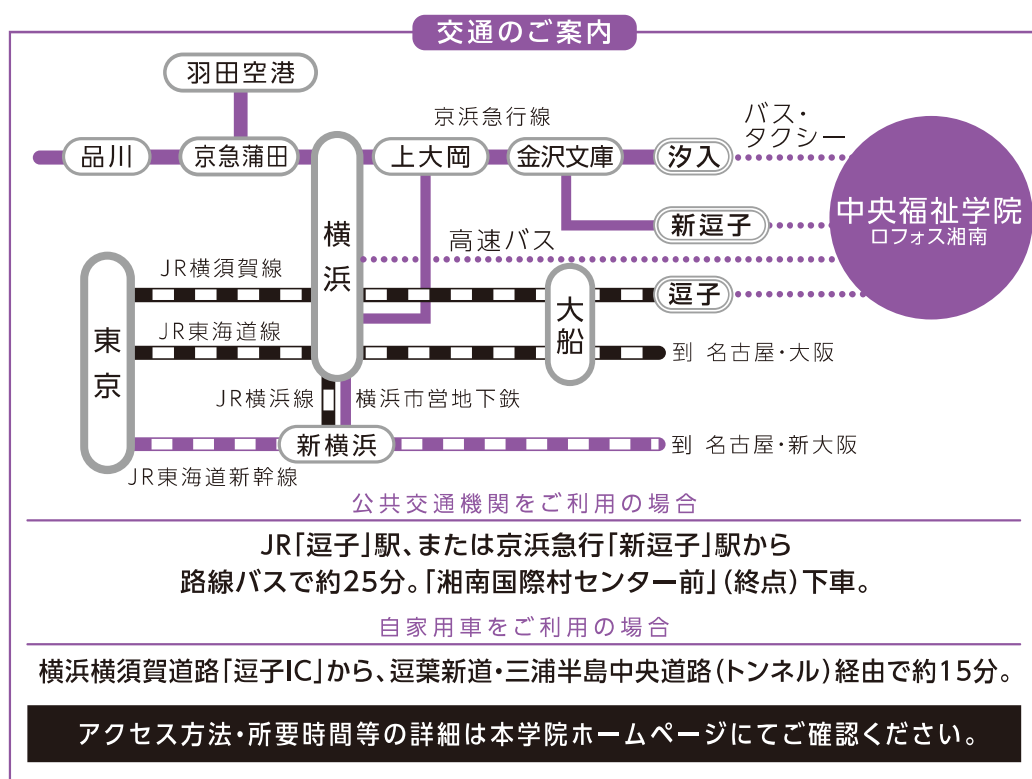 交通のご案内
羽田空港
京浜急行線
バス・
タクシー
品川
京急蒲田
横浜
上大岡
金沢文庫
汐入
新逗子
中央福祉学院
ロフォス湘南
高速バス
JR横須賀線
逗子
東京
大船
JR東海道線
到 名古屋・大阪
JR横浜線
横浜市営地下鉄
新横浜
到 名古屋・新大阪
JR東海道新幹線
公共交通機関をご利用の場合
JR「逗子」駅、または京浜急行「新逗子」駅から
路線バスで約25分。「湘南国際村センター前」(終点)下車。
自家用車をご利用の場合
横浜横須賀道路「逗子IC」から、逗葉新道・三浦半島中央道路(トンネル)経由で約15分。
アクセス方法・所要時間等の詳細は本学院ホームページにてご確認ください。